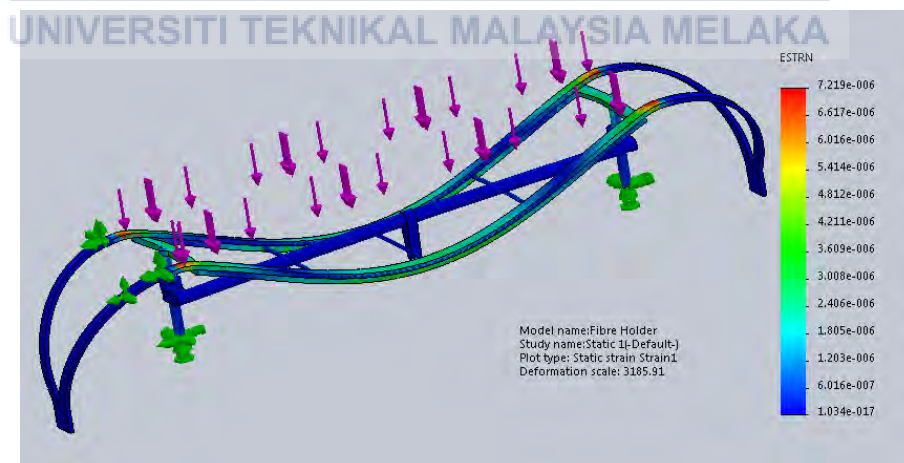 UNIVERSITI TEKNIKAL MALAYSIA MELAKA
ESTRN
7.219e-006
6.617e-006
6.016e-006
5.414e-006
4.812e-006
4.211e-006
3.609e-006
3.008e-006
2.406e-006
1.805e-006
1.203e-006
6.016e-007
1.034e-017
Model name:Fibre Holder
Study name:Static 1(-Default-)
Plot type: Static strain Strain1
Deformation scale: 3185.91